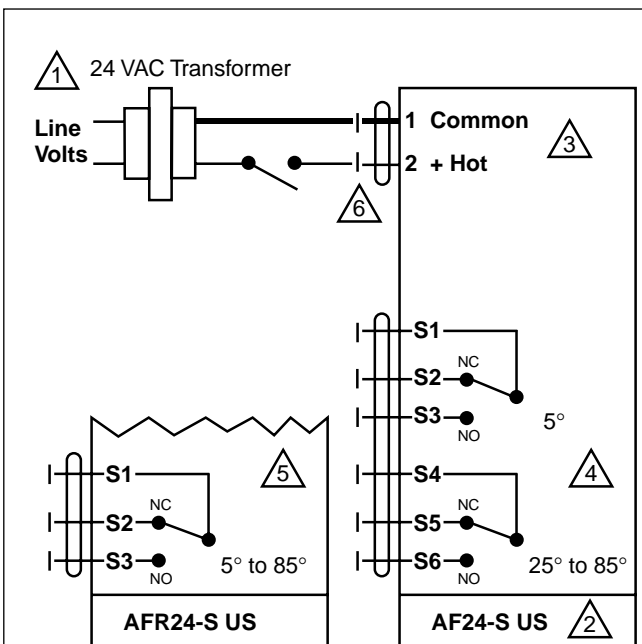 1 24 VAC Transformer
Line
Volts
1 Common
2 + Hot
3
6
S1
NC
S2
S3
NO
5°
S4
4
NC
S5
S6
NO
25° to 85°
AF24-S US 2
S1
5
NC
S2
S3
NO
5° to 85°
AFR24-S US